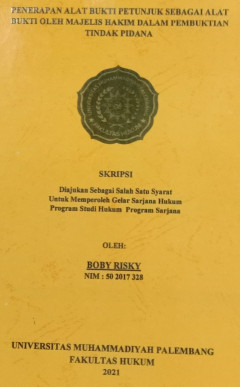 PENERAPAN ALAT BUKTI PETUNJUK SEBAGAI ALAT
BUKTI OLEH MAJELIS HAKIM DALAM PEMBUKTIAN
TINDAK PIDANA
SKRIPSI
Diajukan Sebagai Salah Satu Syarat
Untuk Memperoleh Gelar Sarjana Hukum
Program Studi Hukum Program Sarjana
OLEH:
BOBY RISKY
NIM : 50 2017 328
UNIVERSITAS MUHAMMADIYAH PALEMBANG
FAKULTAS HUKUM
2021